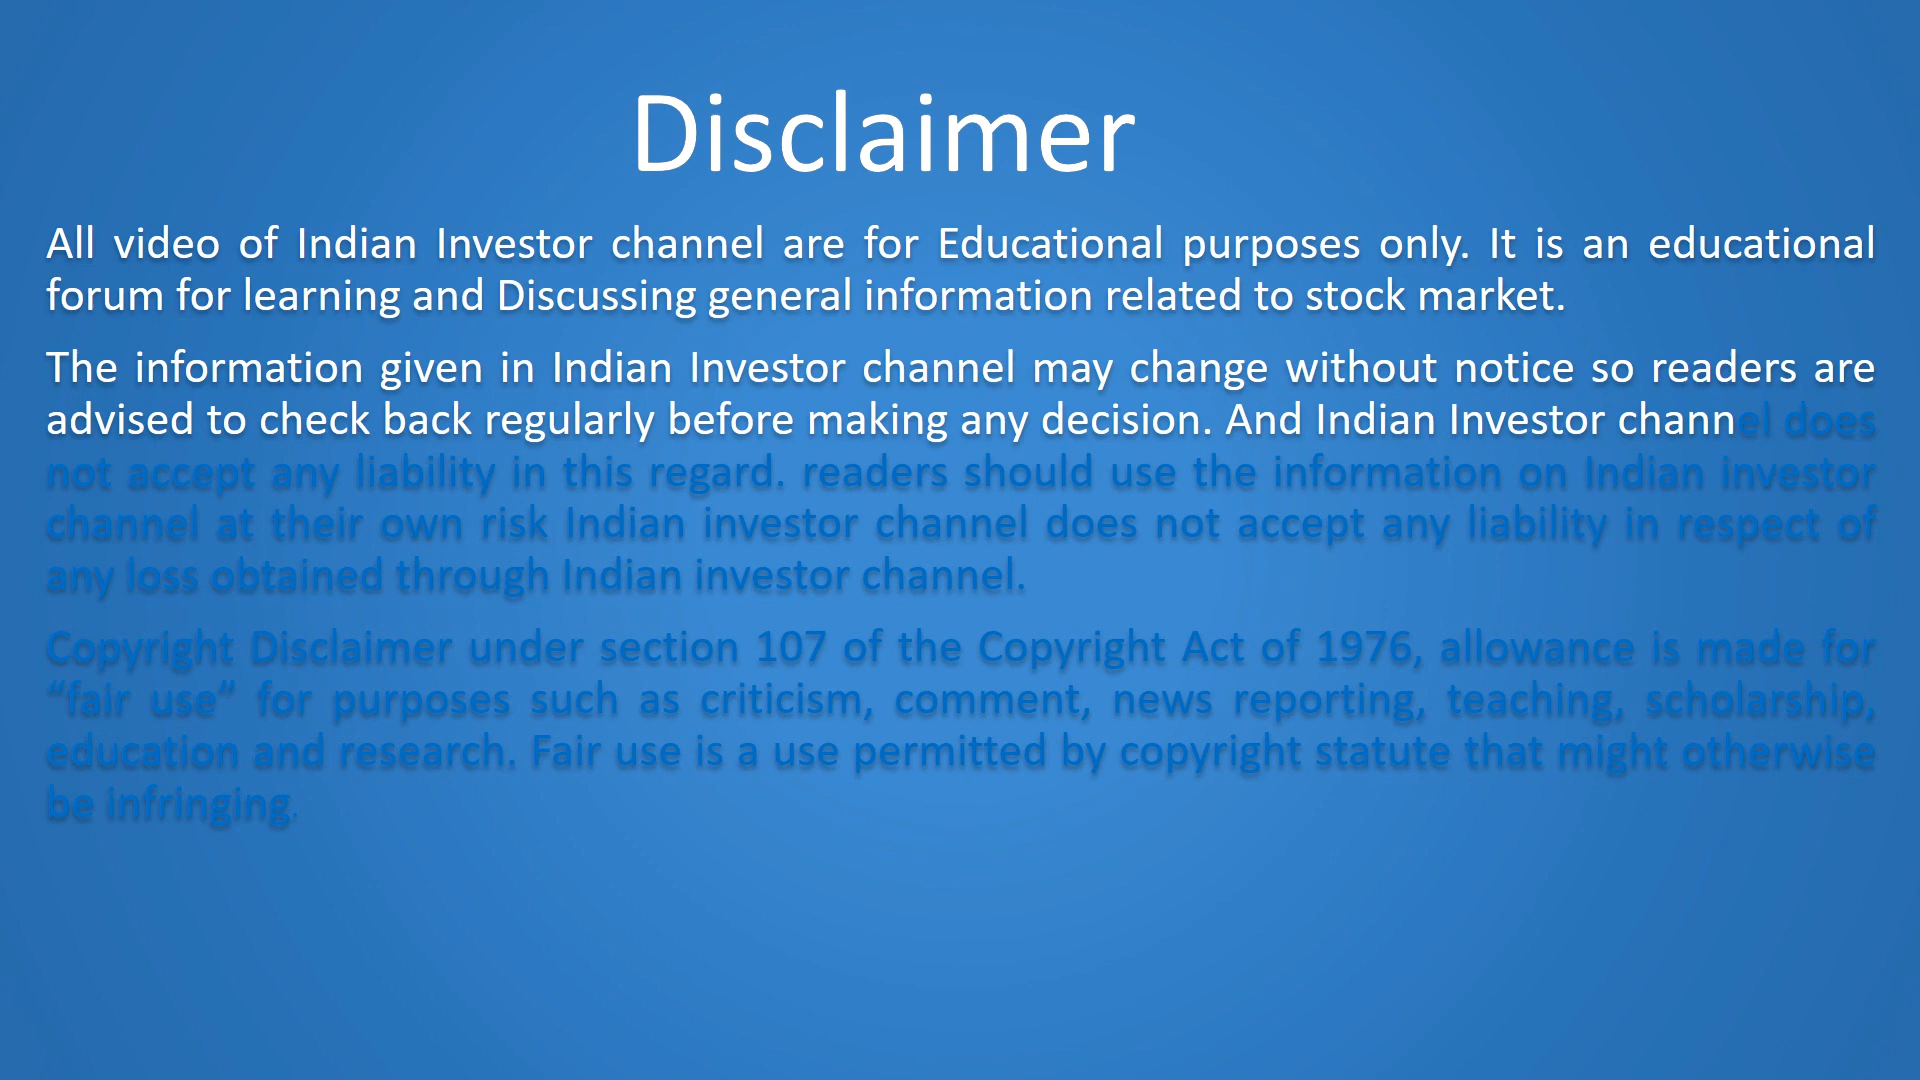 Disclaimer
All video of Indian Investor channel are for Educational purposes only. It is an educational
forum for learning and Discussing general information related to stock market.
The information given in Indian Investor channel may change without notice so readers are
advised to check back regularly before making any decision. And Indian Investor channel does
not accept any liability in this regard. readers should use the information on Indian investor
channel at their own risk Indian investor channel does not accept any liability in respect of
any loss obtained through Indian investor channel.
Copyright Disclaimer under section 107 of the Copyright Act of 1976, allowance is made for
“fair use” for purposes such as criticism, comment, news reporting, teaching, scholarship,
education and research. Fair use is a use permitted by copyright statute that might otherwise
be infringing.